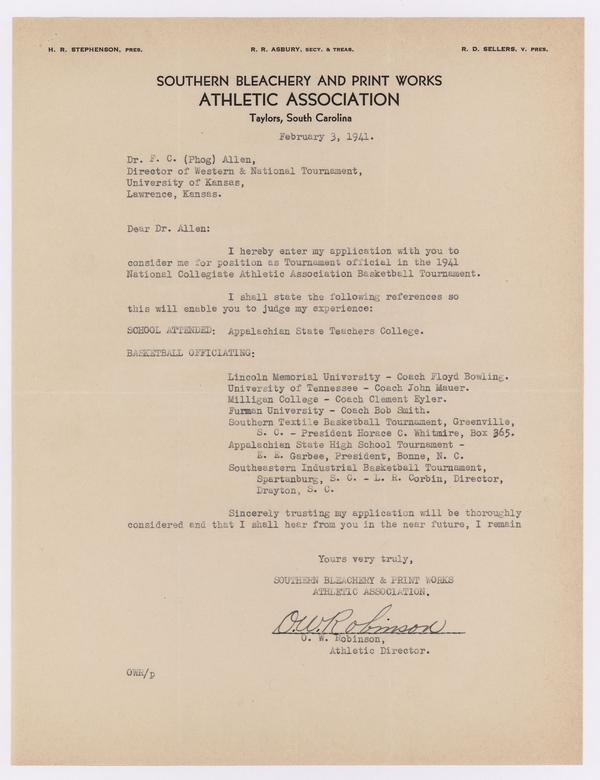 H. R. STEPHENSON, PRES.
R. R. ASBURY, SECY. & TREAS.
R. D. SELLERS, V. PRES.
SOUTHERN BLEACHERY AND PRINT WORKS
ATHLETIC ASSOCIATION
Taylors, South Carolina
February 3, 1941.
Dr. F. C. (Phog) Allen,
Director of Western & National Tournament,
University of Kansas,
Lawrence, Kansas.
Dear Dr. Allen:
I hereby enter my application with you to
consider me for position as Tournament official in the 1941
National Collegiate Athletic Association Basketball Tournament.
I shall state the following references so
this will enable you to judge my experience:
SCHOOL ATTENDED: Appalachian State Teachers College.
BASKETBALL OFFICIATING:
Lincoln Memorial University - Coach Floyd Bowling.
University of Tennessee - Coach John Mauer.
Milligan College - Coach Clement Eyler.
Furman University - Coach Bob Smith.
Southern Textile Basketball Tournament, Greenville,
S. C. - President Horace C. Whitmire, Box 365.
Appalachian State High School Tournament -
E. E. Garbee, President, Bonne, N. C.
Southeastern Industrial Basketball Tournament,
Spartanburg, S. C. - L. R. Corbin, Director,
Drayton, S. C.
Sincerely trusting my application will be thoroughly
considered and that I shall hear from you in the near future, I remain
Yours very truly,
SOUTHERN BLEACHERY & PRINT WORKS
ATHLETIC ASSOCIATION.
O.W. Robinson
O. W. Robinson,
Athletic Director.
OWR/p